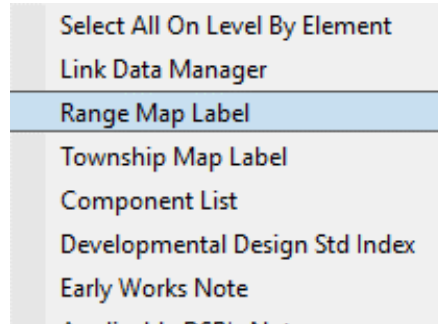 Select All On Level By Element
Link Data Manager
Range Map Label
Township Map Label
Component List
Developmental Design Std Index
Early Works Note